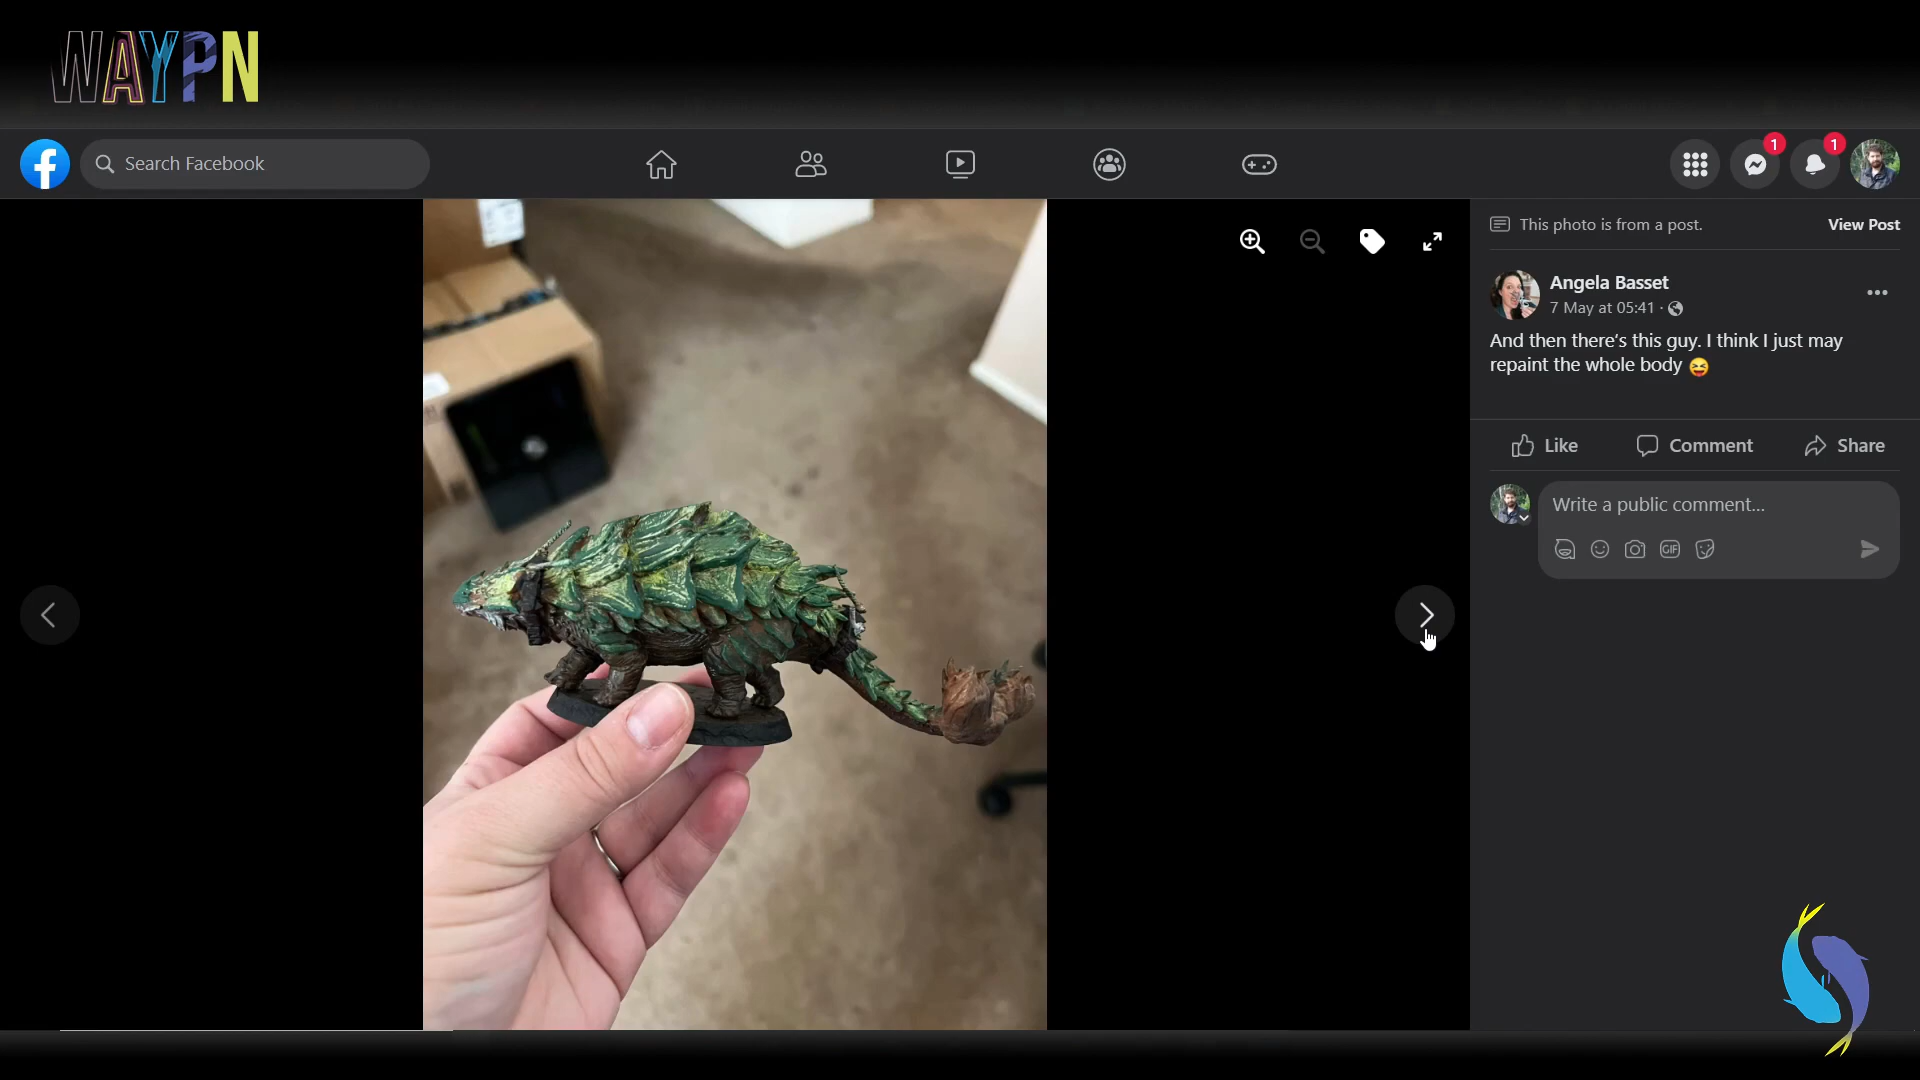 WAYPN
Search Facebook
1
1
This photo is from a post.
View Post
Angela Basset
7 May at 05:41 ·
And then there's this guy. I think I just may
repaint the whole body
Like
Comment
Share
Write a public comment...
GIF